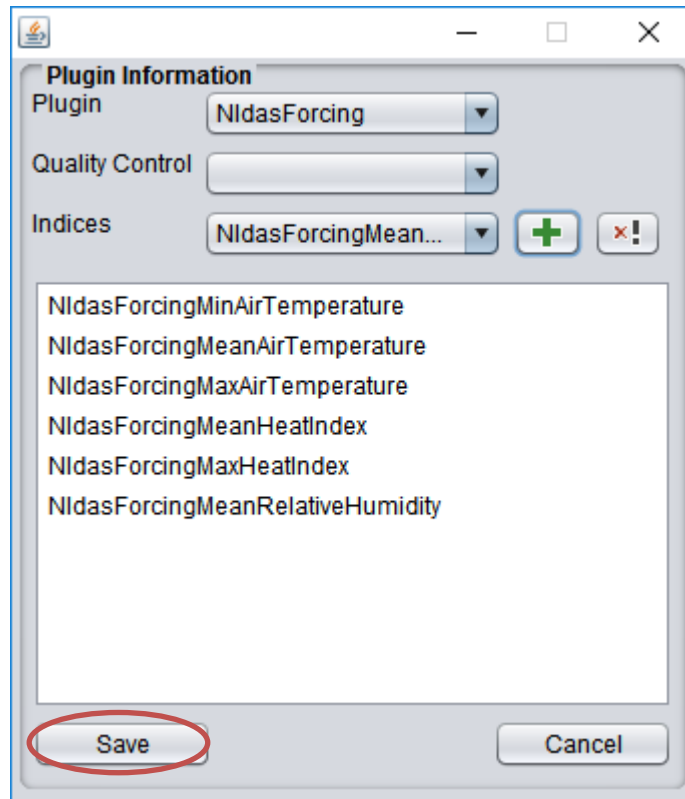 Plugin Information
Plugin NldasForcing
Quality Control
Indices NldasForcingMean...
NldasForcingMinAirTemperature
NldasForcingMeanAirTemperature
NldasForcingMaxAirTemperature
NldasForcingMeanHeatIndex
NldasForcingMaxHeatIndex
NldasForcingMeanRelativeHumidity
Save Cancel